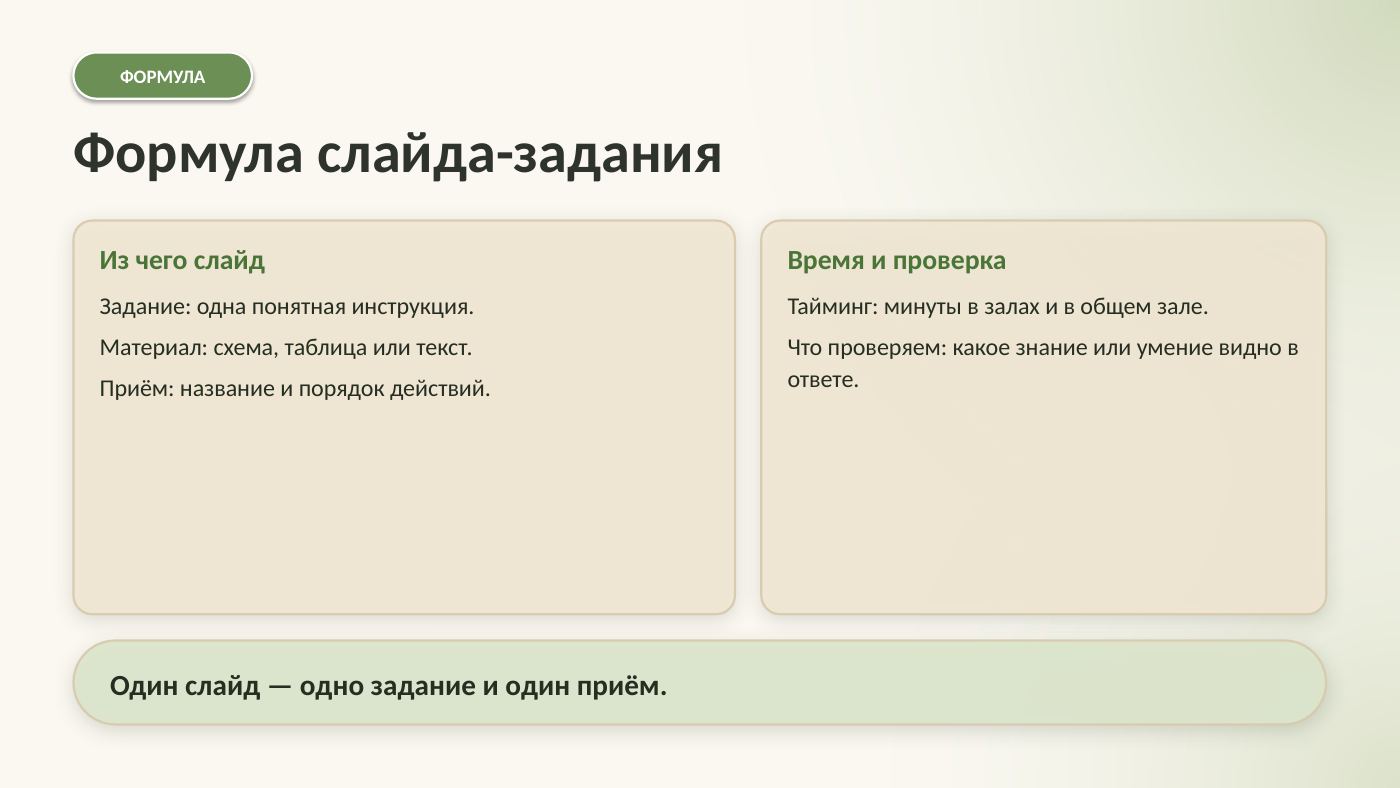 ФОРМУЛА
Формула слайда-задания
Из чего слайд
Задание: одна понятная инструкция.
Материал: схема, таблица или текст.
Приём: название и порядок действий.
Время и проверка
Тайминг: минуты в залах и в общем зале.
Что проверяем: какое знание или умение видно в
ответе.
Один слайд — одно задание и один приём.